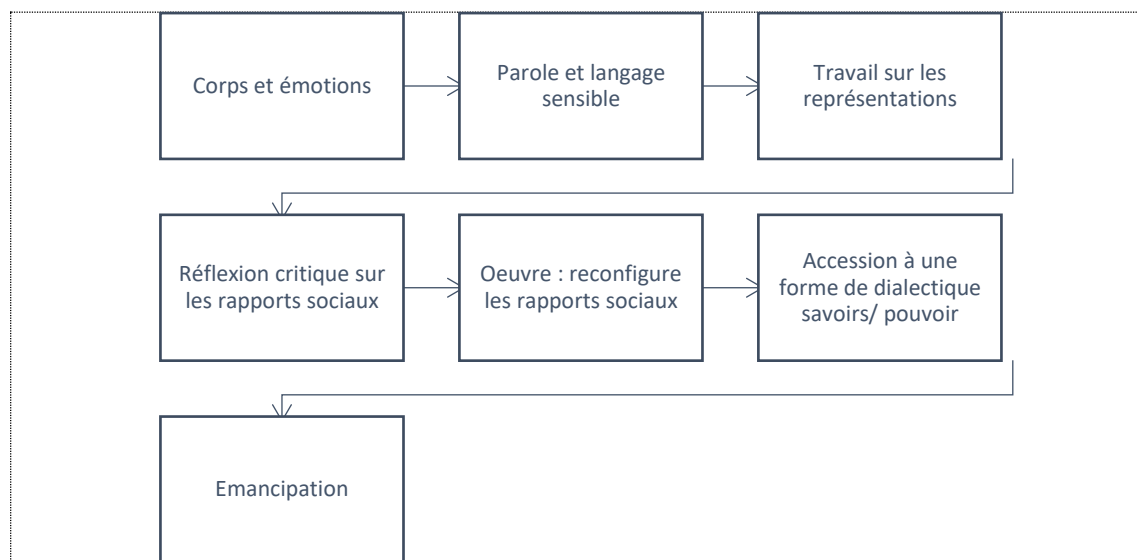 Corps et émotions
Parole et langage
sensible
Travail sur les
représentations
Réflexion critique sur
les rapports sociaux
Oeuvre : reconfigure
les rapports sociaux
Accession à une
forme de dialectique
savoirs/ pouvoir
Emancipation